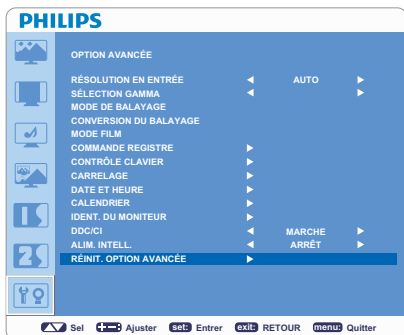 PHILIPS
OPTION AVANCÉE
RÉSOLUTION EN ENTRÉE AUTO
SÉLECTION GAMMA
MODE DE BALAYAGE
CONVERSION DU BALAYAGE
MODE FILM
COMMANDE REGISTRE
CONTRÔLE CLAVIER
CARRELAGE
DATE ET HEURE
CALENDRIER
IDENT. DU MONITEUR
DDC/CI MARCHE
ALIM. INTELL. ARRÊT
RÉINIT. OPTION AVANCÉE
Sel Ajuster set: Entrer exit: RETOUR menu: Quitter